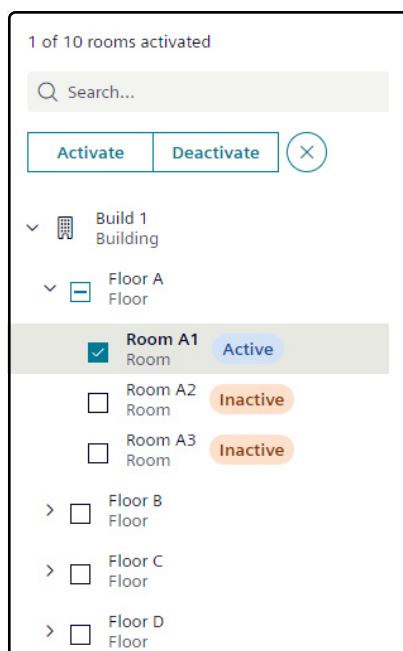 1 of 10 rooms activated
Search...
Activate Deactivate
Build 1
Building
Floor A
Floor
Room A1 Active
Room
Room A2 Inactive
Room
Room A3 Inactive
Room
Floor B
Floor
Floor C
Floor
Floor D
Floor